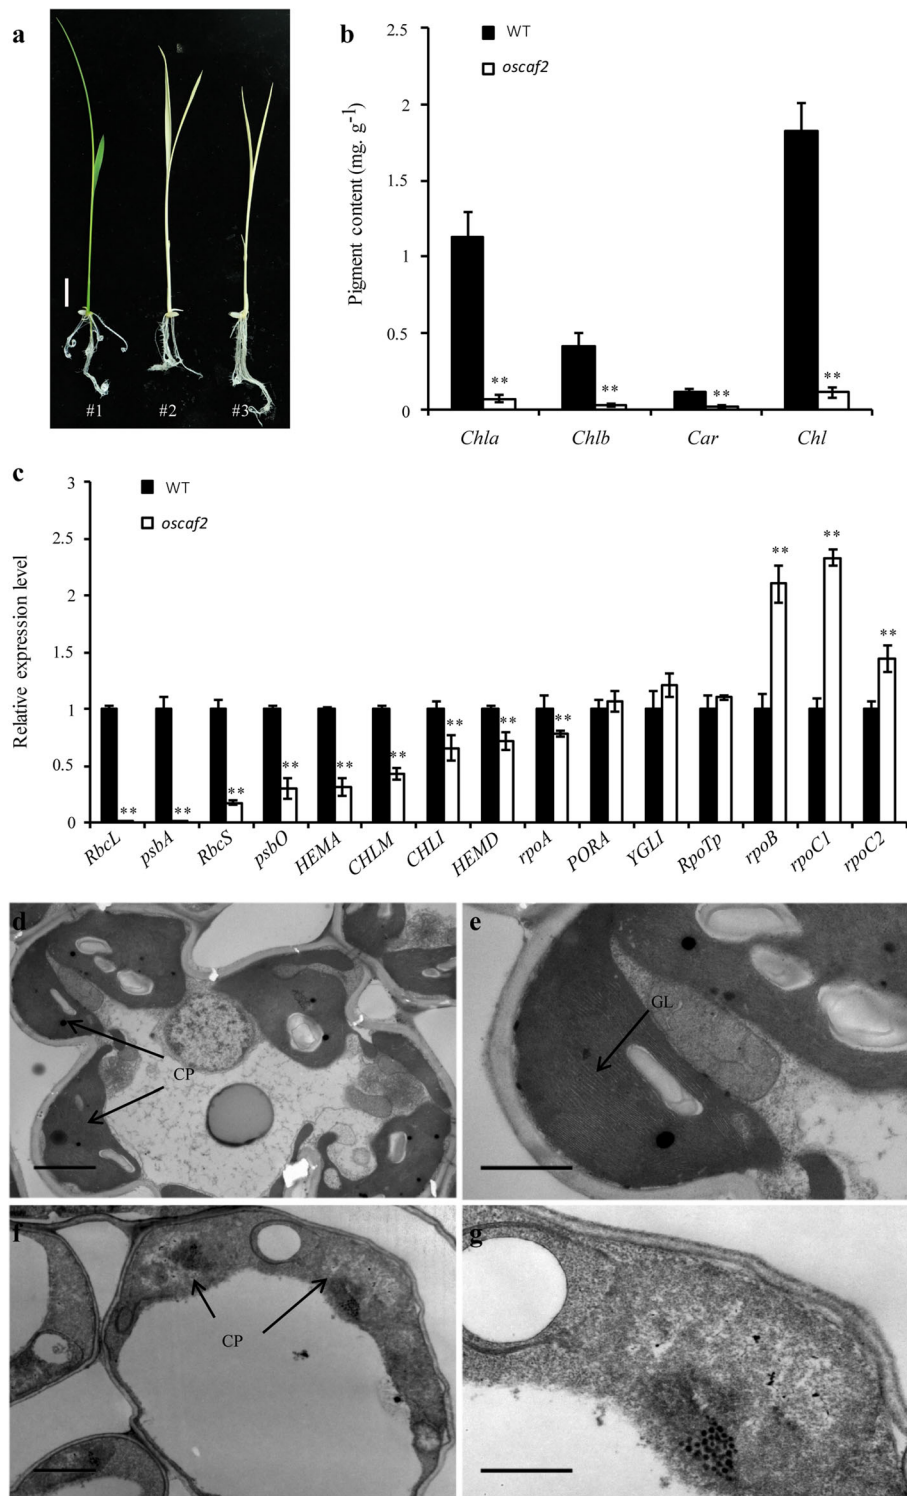 a
#1 #2 #3
b
Pigment content (mg. g-1)
2.5
2
1.5
1
0.5
0
WT
oscaf2
**
**
**
**
Chla Chlb Car Chl
c
Relative expression level
3
2.5
2
1.5
1
0.5
0
WT
oscaf2
**
**
**
**
**
**
**
**
**
**
**
**
RbcL psbA RbcS psbO HEMA CHLM CHLI HEMD rpoA PORA YGLI RpoTp rpoB rpoC1 rpoC2
d
CP
e
GL
f
CP
g